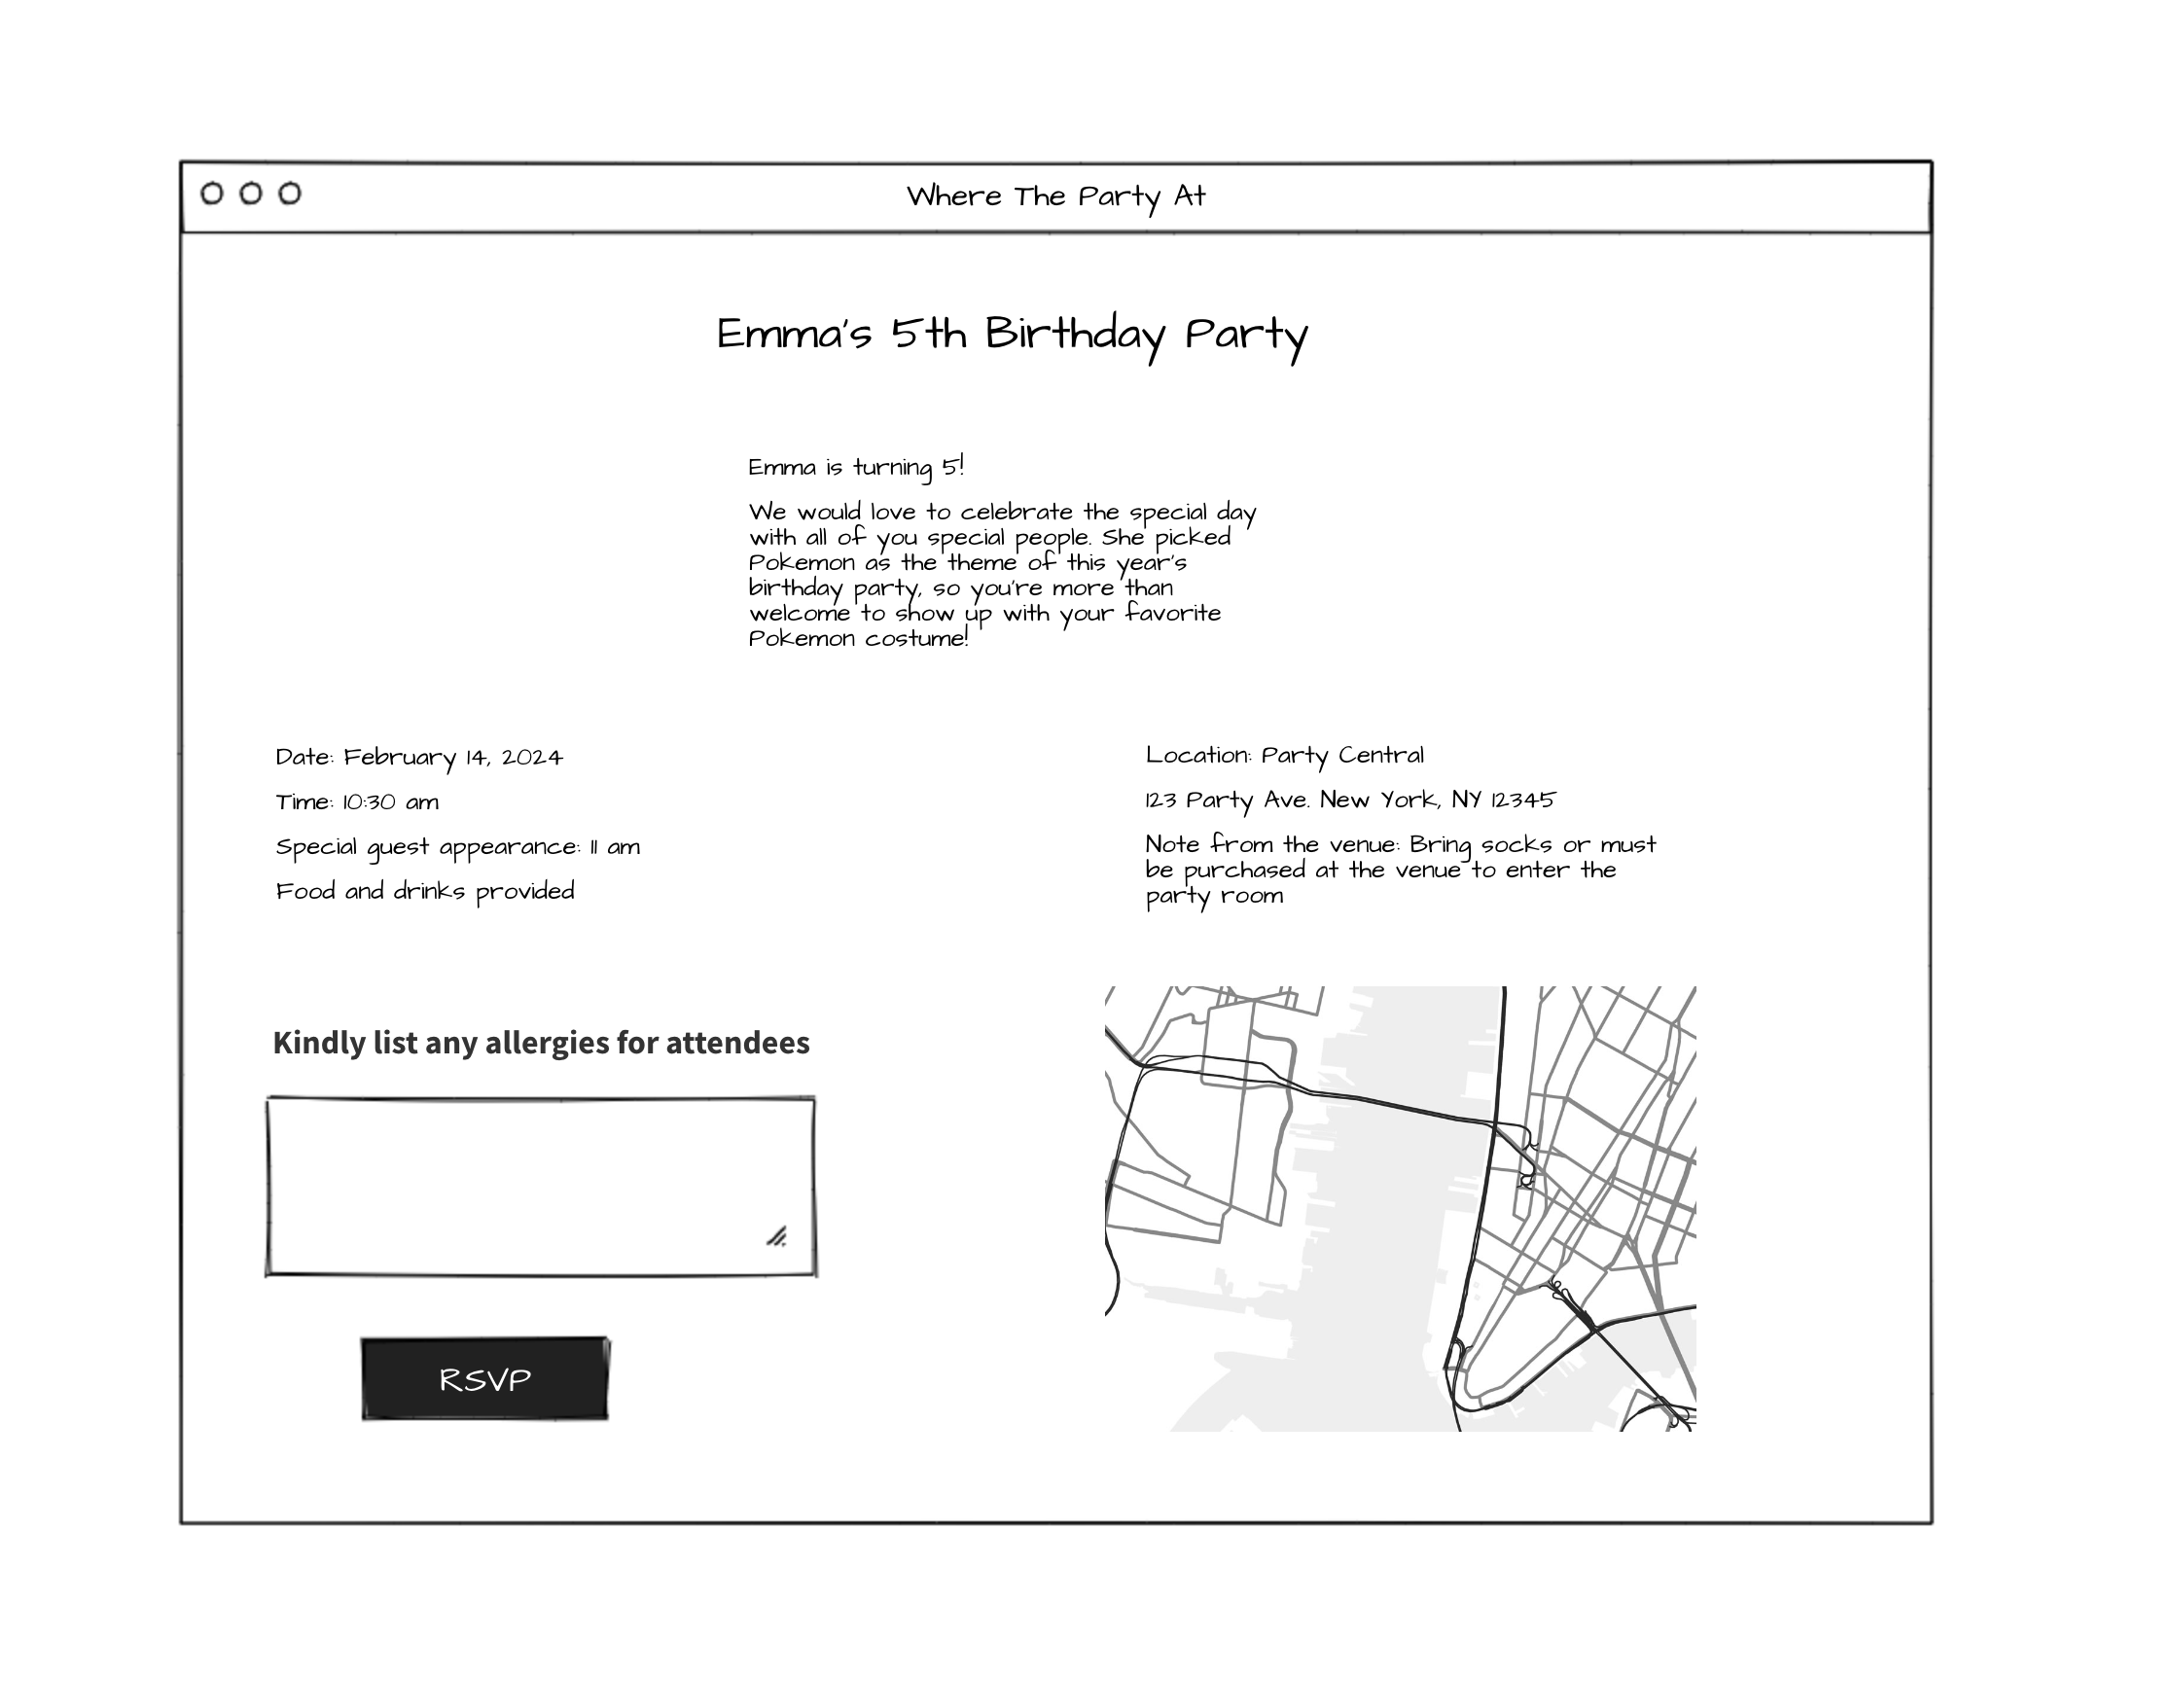 Where The Party At
Emma's 5th Birthday Party
Emma is turning 5!
We would love to celebrate the special day
with all of you special people. She picked
Pokemon as the theme of this year's
birthday party, so you're more than
welcome to show up with your favorite
Pokemon costume!
Date: February 14, 2024
Time: 10:30 am
Special guest appearance: 11 am
Food and drinks provided
Location: Party Central
123 Party Ave. New York, NY 12345
Note from the venue: Bring socks or must
be purchased at the venue to enter the
party room
Kindly list any allergies for attendees
RSVP